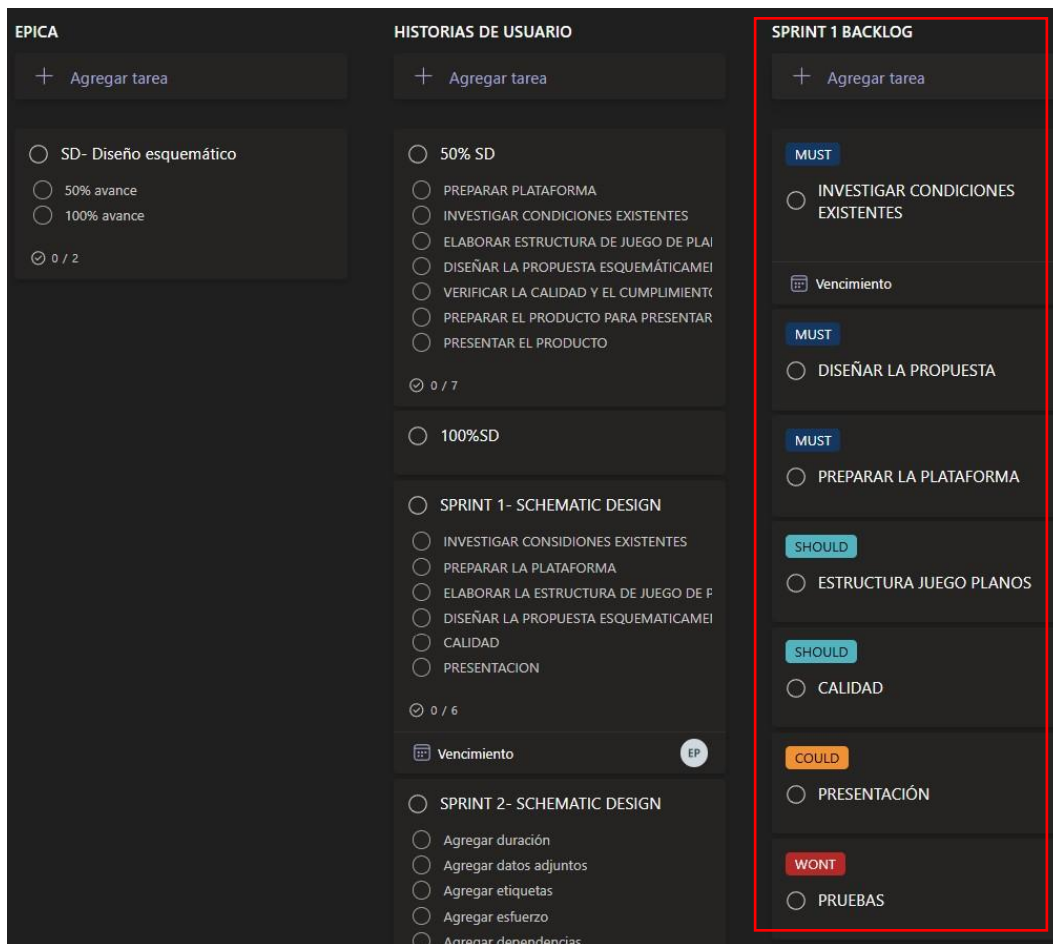 EPICA
Agregar tarea
SD- Diseño esquemático
50% avance
100% avance
0 / 2
HISTORIAS DE USUARIO
Agregar tarea
50% SD
PREPARAR PLATAFORMA
INVESTIGAR CONDICIONES EXISTENTES
ELABORAR ESTRUCTURA DE JUEGO DE PLA
DISEÑAR LA PROPUESTA ESQUEMÁTICAME
VERIFICAR LA CALIDAD Y EL CUMPLIMIENT
PREPARAR EL PRODUCTO PARA PRESENTAR
PRESENTAR EL PRODUCTO
0 / 7
100%SD
SPRINT 1- SCHEMATIC DESIGN
INVESTIGAR CONSIDIONES EXISTENTES
PREPARAR LA PLATAFORMA
ELABORAR LA ESTRUCTURA DE JUEGO DE P
DISEÑAR LA PROPUESTA ESQUEMATICAME
CALIDAD
PRESENTACION
0 / 6
Vencimiento
EP
SPRINT 2- SCHEMATIC DESIGN
Agregar duración
Agregar datos adjuntos
Agregar etiquetas
Agregar esfuerzo
Agregar dependencias
SPRINT 1 BACKLOG
Agregar tarea
MUST
INVESTIGAR CONDICIONES
EXISTENTES
Vencimiento
MUST
DISEÑAR LA PROPUESTA
MUST
PREPARAR LA PLATAFORMA
SHOULD
ESTRUCTURA JUEGO PLANOS
SHOULD
CALIDAD
COULD
PRESENTACIÓN
WONT
PRUEBAS